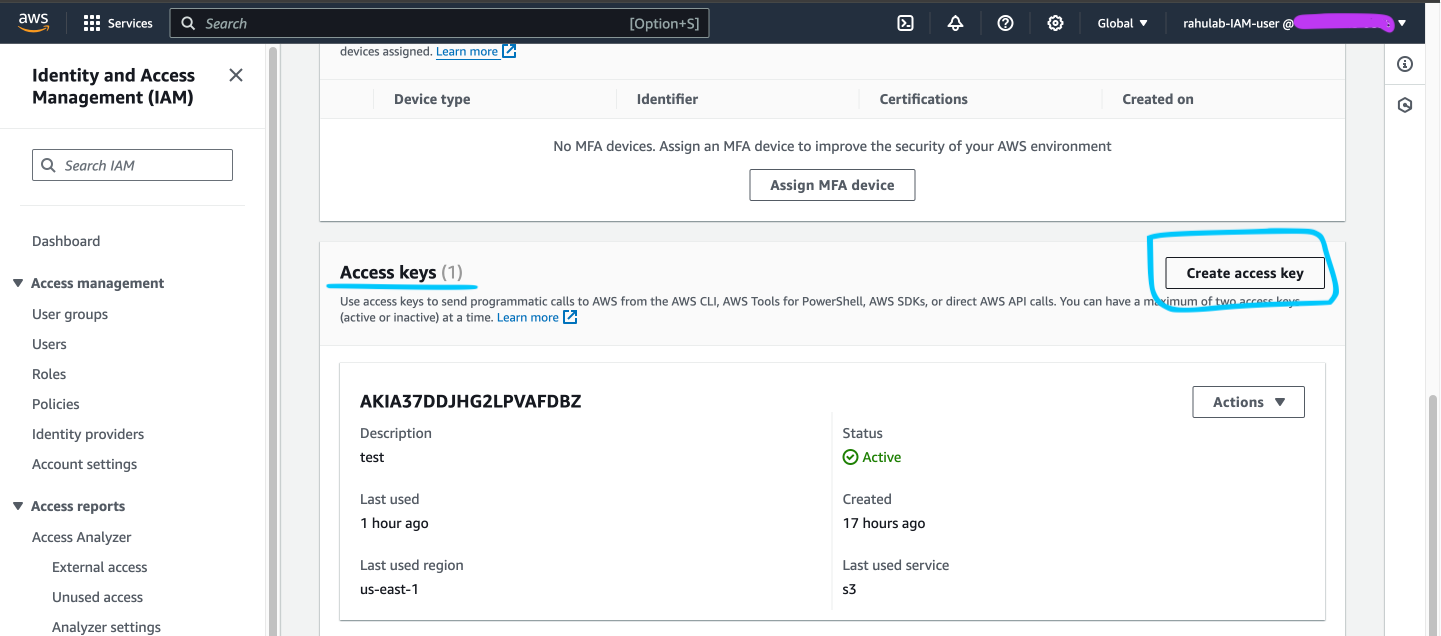 aws
Services
Search
[Option+S]
Global
rahulab-IAM-user @
Identity and Access
Management (IAM)
Search IAM
Dashboard
Access management
User groups
Users
Roles
Policies
Identity providers
Account settings
Access reports
Access Analyzer
External access
Unused access
Analyzer settings
devices assigned. Learn more
Device type
Identifier
Certifications
Created on
No MFA devices. Assign an MFA device to improve the security of your AWS environment
Assign MFA device
Access keys (1)
Create access key
Use access keys to send programmatic calls to AWS from the AWS CLI, AWS Tools for PowerShell, AWS SDKs, or direct AWS API calls. You can have a maximum of two access keys
(active or inactive) at a time. Learn more
AKIA37DDJHG2LPVAFDBZ
Actions
Description
test
Status
Active
Last used
1 hour ago
Created
17 hours ago
Last used region
us-east-1
Last used service
s3